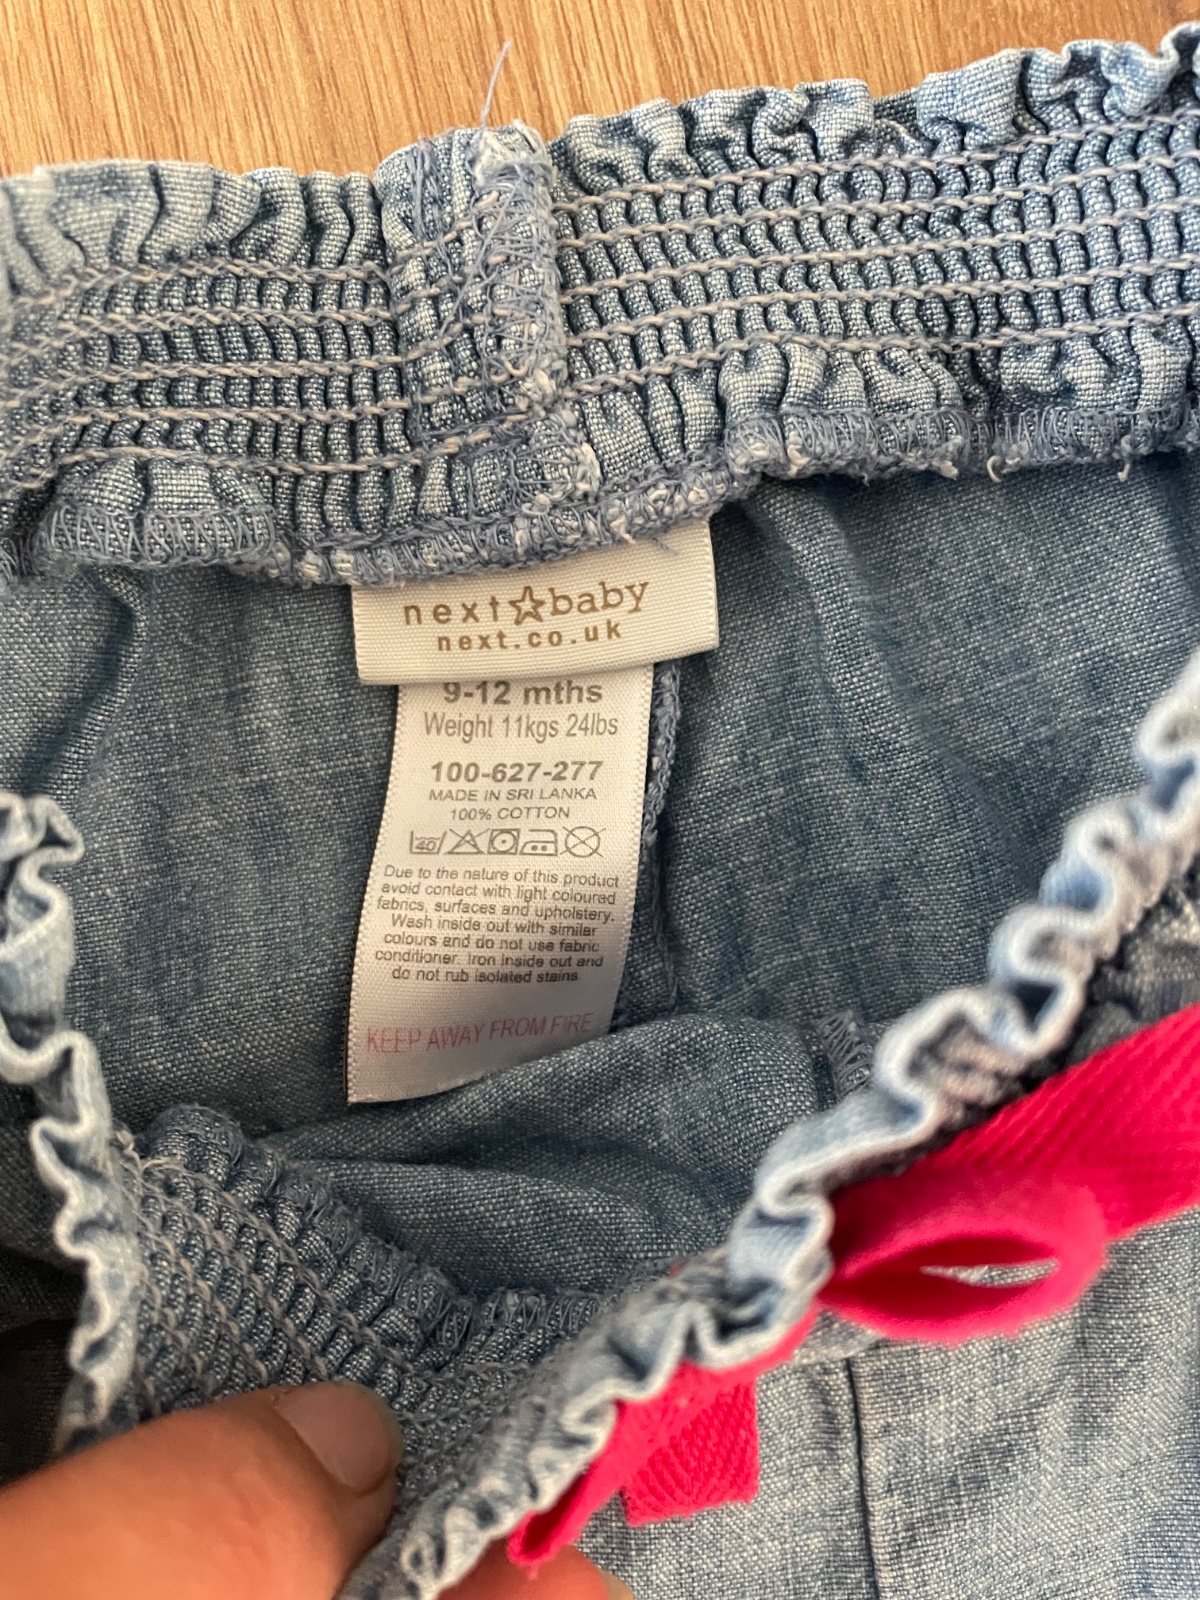 next☆baby
next.co.uk
9-12 mths
Weight 11kgs 24lbs
100-627-277
MADE IN SRI LANKA
100% COTTON
40
Due to the nature of this product
avoid contact with light coloured
fabrics, surfaces and upholstery.
Wash inside out with similar
colours and do not use fabric
conditioner. Iron inside out and
do not rub isolated stains
KEEP AWAY FROM FIRE